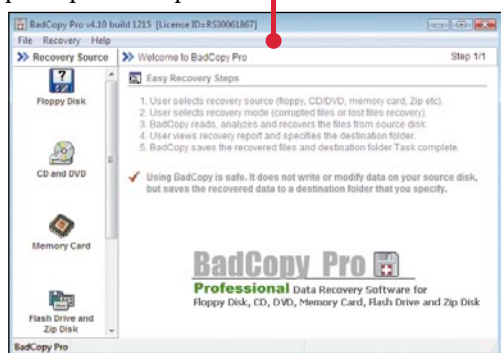 BadCopy Pro v4.10 build 1215 [License ID=RS30061867]
File Recovery Help
Recovery Source
Welcome to BadCopy Pro
Step 1/1
Floppy Disk
CD and DVD
Memory Card
Flash Drive and
Zip Disk
Easy Recovery Steps
1. User selects recovery source (floppy, CD/DVD, memory card, Zip etc).
2. User selects recovery mode (corrupted files or lost files recovery).
3. BadCopy reads, analyzes and recovers the files from source disk.
4. User views recovery report and specifies the destination folder.
5. BadCopy saves the recovered files and destination folder Task complete.
Using BadCopy is safe. It does not write or modify data on your source disk,
but saves the recovered data to a destination folder that you specify.
BadCopy Pro
Professional Data Recovery Software for
Floppy Disk, CD, DVD, Memory Card, Flash Drive and Zip Disk
BadCopy Pro